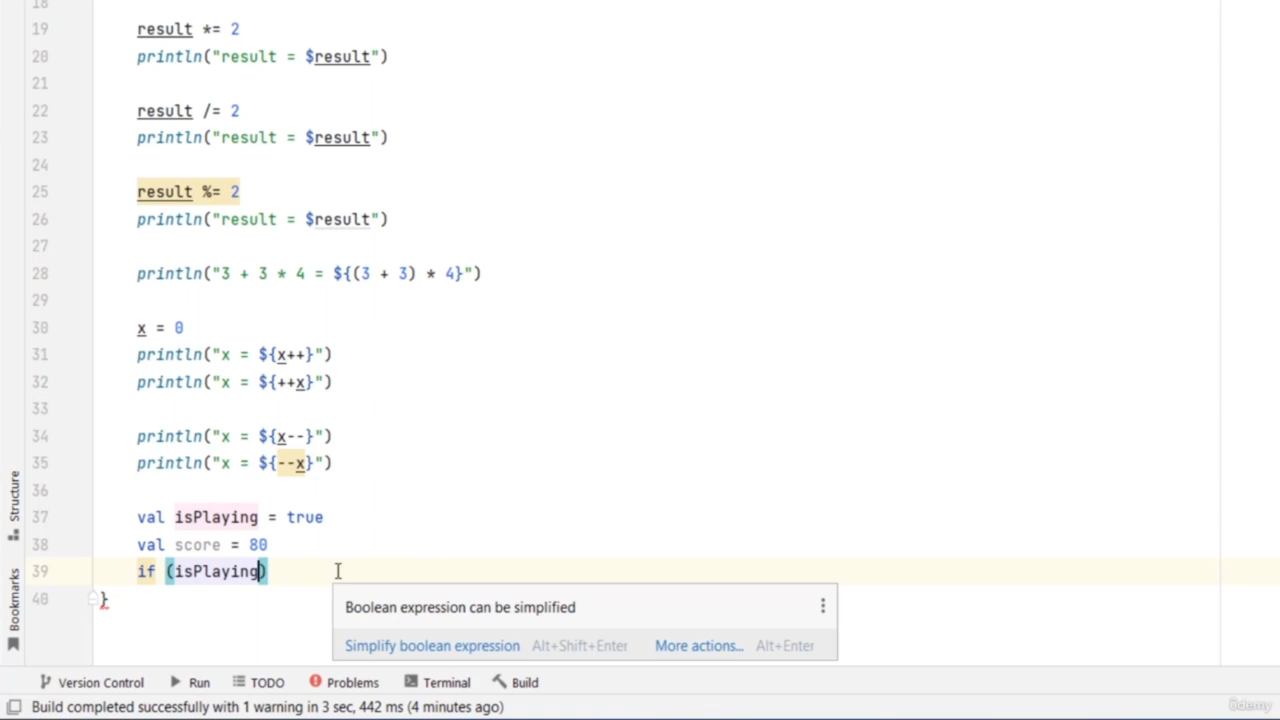 18
19 result *= 2
20 println("result = $result")
21
22 result /= 2
23 println("result = $result")
24
25 result %= 2
26 println("result = $result")
27
28 println("3 + 3 * 4 = ${(3 + 3) * 4}")
29
30 x = 0
31 println("x = ${x++}")
32 println("x = ${++x}")
33
34 println("x = ${x--}")
35 println("x = ${--x}")
36
37 val isPlaying = true
38 val score = 80
39 if (isPlaying)
40 }
Boolean expression can be simplified
Simplify boolean expression Alt+Shift+Enter More actions... Alt+Enter
Structure
Bookmarks
Version Control Run TODO Problems Terminal Build
Build completed successfully with 1 warning in 3 sec, 442 ms (4 minutes ago)
ûdemy